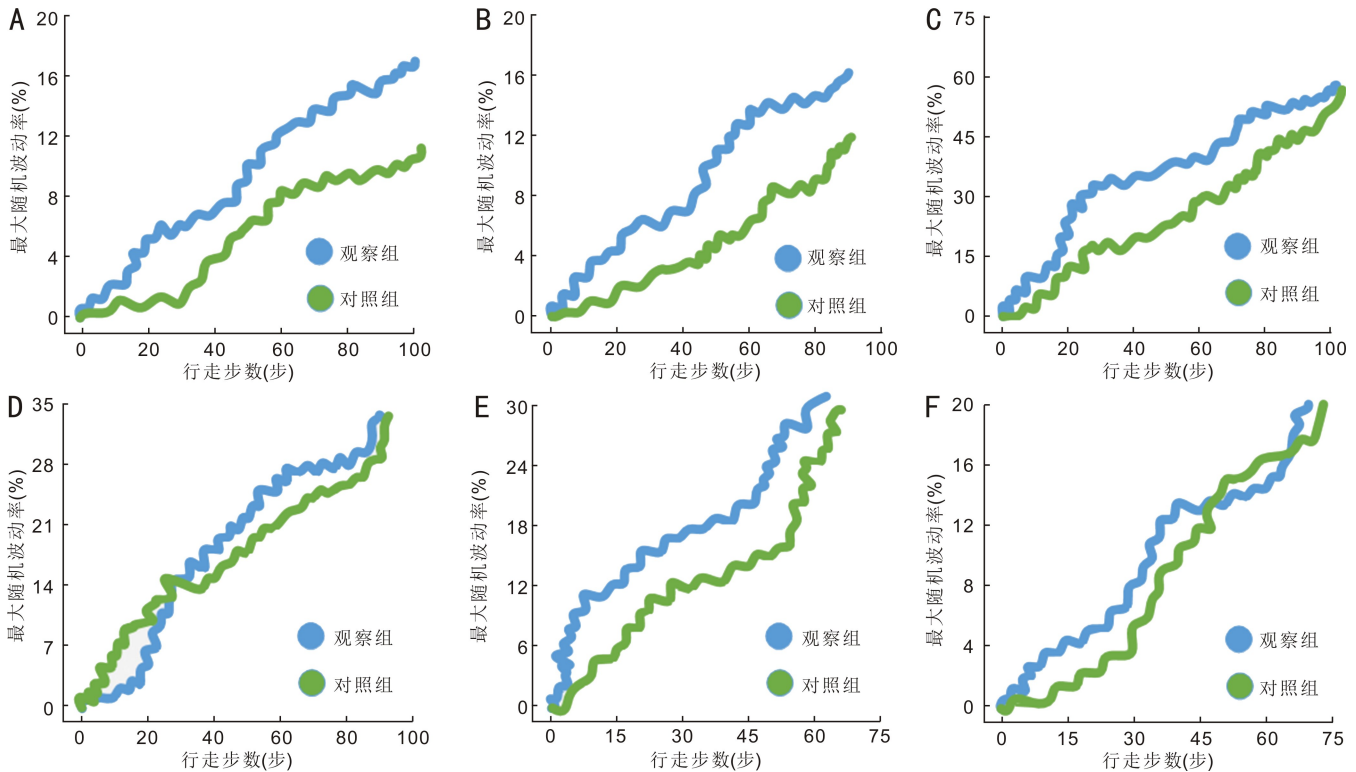 A
最大随机波动率(%)
20
16
12
8
4
0
观察组
对照组
0 20 40 60 80 100
行走步数(步)
B
最大随机波动率(%)
20
16
12
8
4
0
观察组
对照组
0 20 40 60 80
行走步数(步)
C
最大随机波动率(%)
75
60
45
30
15
0
观察组
对照组
0 20 40 60 80 100
行走步数(步)
D
最大随机波动率(%)
35
28
21
14
7
0
观察组
对照组
0 20 40 60 80 100
行走步数(步)
E
最大随机波动率(%)
30
24
18
12
6
0
观察组
对照组
0 15 45 30 60 75
行走步数(步)
F
最大随机波动率(%)
20
16
12
8
4
0
观察组
对照组
0 15 30 45 60 75
行走步数(步)